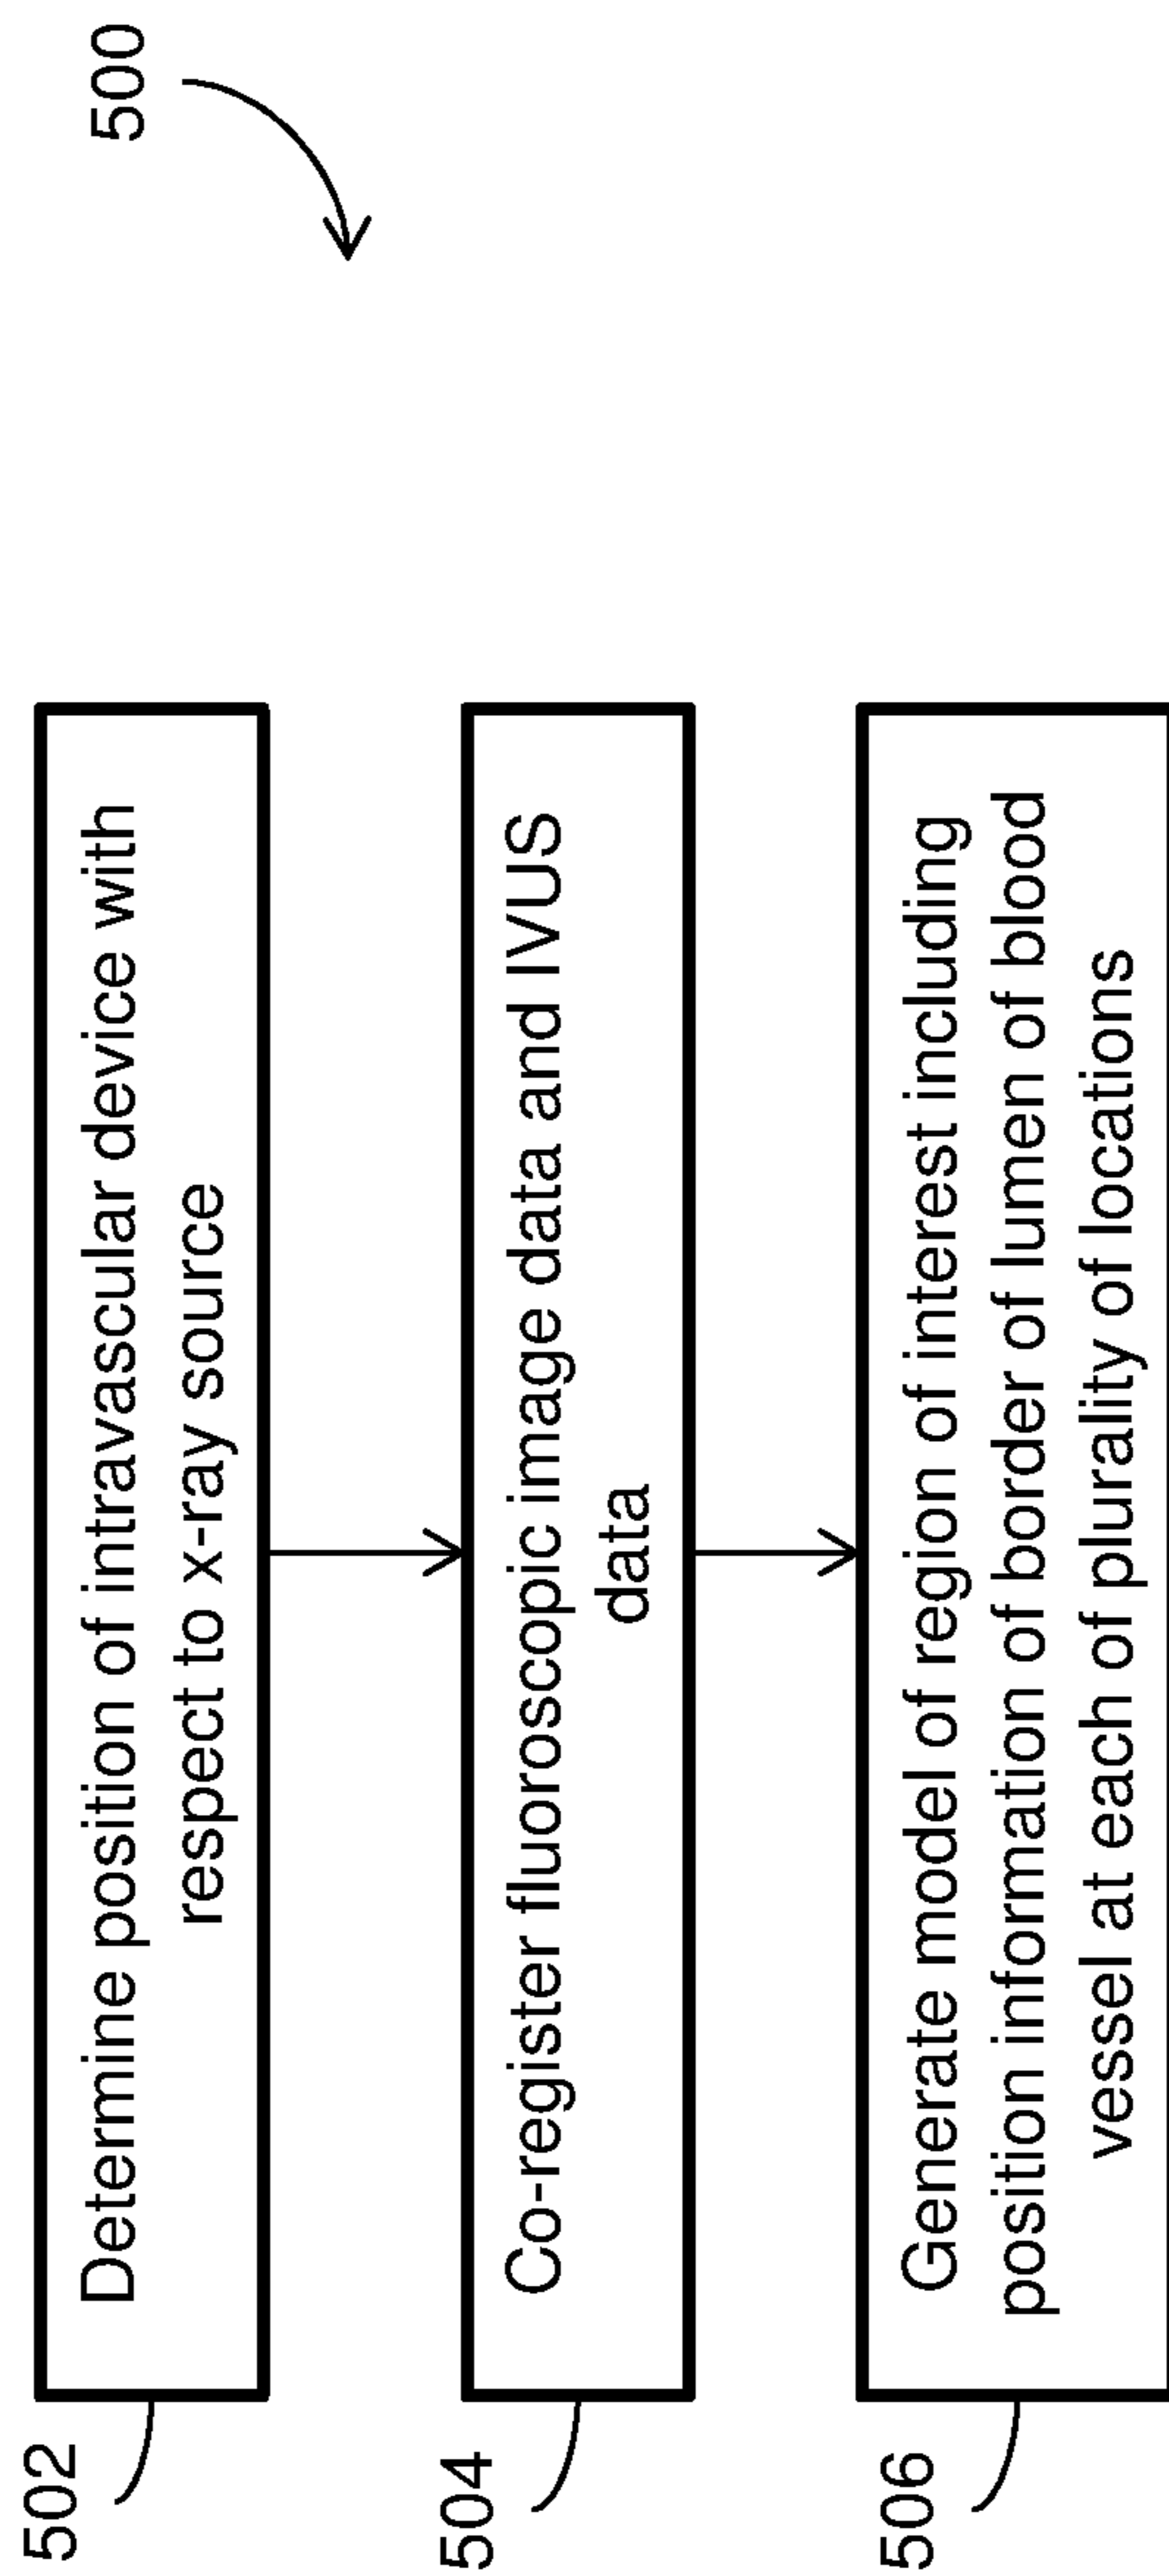 500
502
Determine position of intravascular device with
respect to x-ray source
504
Co-register fluoroscopic image data and IVUS
data
506
Generate model of region of interest including
position information of border of lumen of blood
vessel at each of plurality of locations